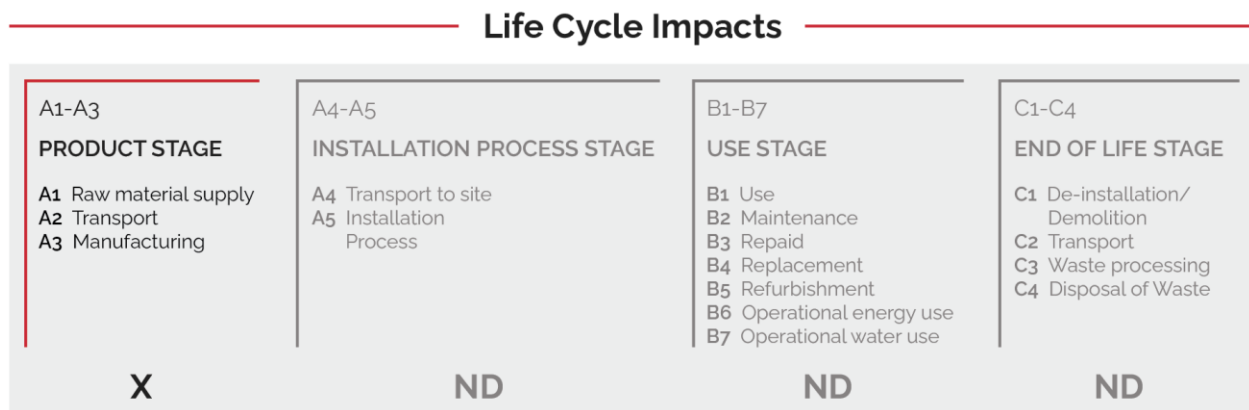 Life Cycle Impacts
A1-A3
PRODUCT STAGE
A1 Raw material supply
A2 Transport
A3 Manufacturing
X
A4-A5
INSTALLATION PROCESS STAGE
A4 Transport to site
A5 Installation
Process
ND
B1-B7
USE STAGE
B1 Use
B2 Maintenance
B3 Repaid
B4 Replacement
B5 Refurbishment
B6 Operational energy use
B7 Operational water use
ND
C1-C4
END OF LIFE STAGE
C1 De-installation/
Demolition
C2 Transport
C3 Waste processing
C4 Disposal of Waste
ND